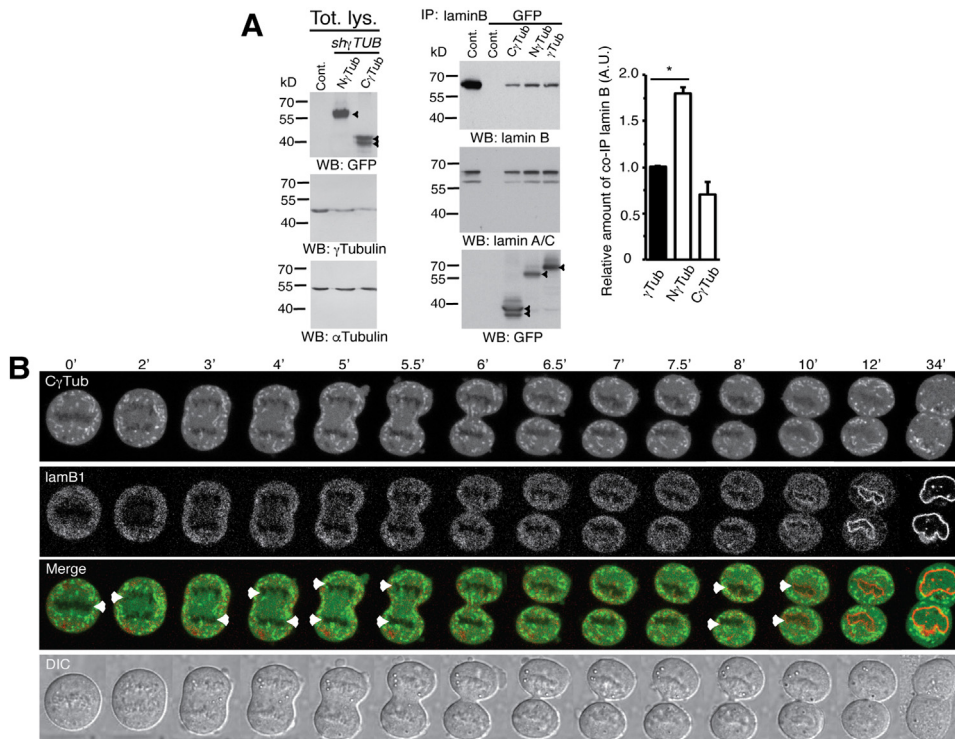 A
Tot. lys.
shγTUB
Cont.
NγTub
CγTub
kD
70
55
40
WB: GFP
70
55
40
WB: γTubulin
70
55
40
WB: αTubulin
IP: laminB GFP
Cont.
Cont.
CγTub
NγTub
γTub
kD
70
55
40
WB: lamin B
70
55
40
WB: lamin A/C
70
55
40
WB: GFP
Relative amount of co-IP lamin B (A.U.)
*
2.0
1.5
1.0
0.5
0
γTub
NγTub
CγTub
B
0' 2' 3' 4' 5' 5.5' 6' 6.5' 7' 7.5' 8' 10' 12' 34'
CγTub
lamB1
Merge
DIC